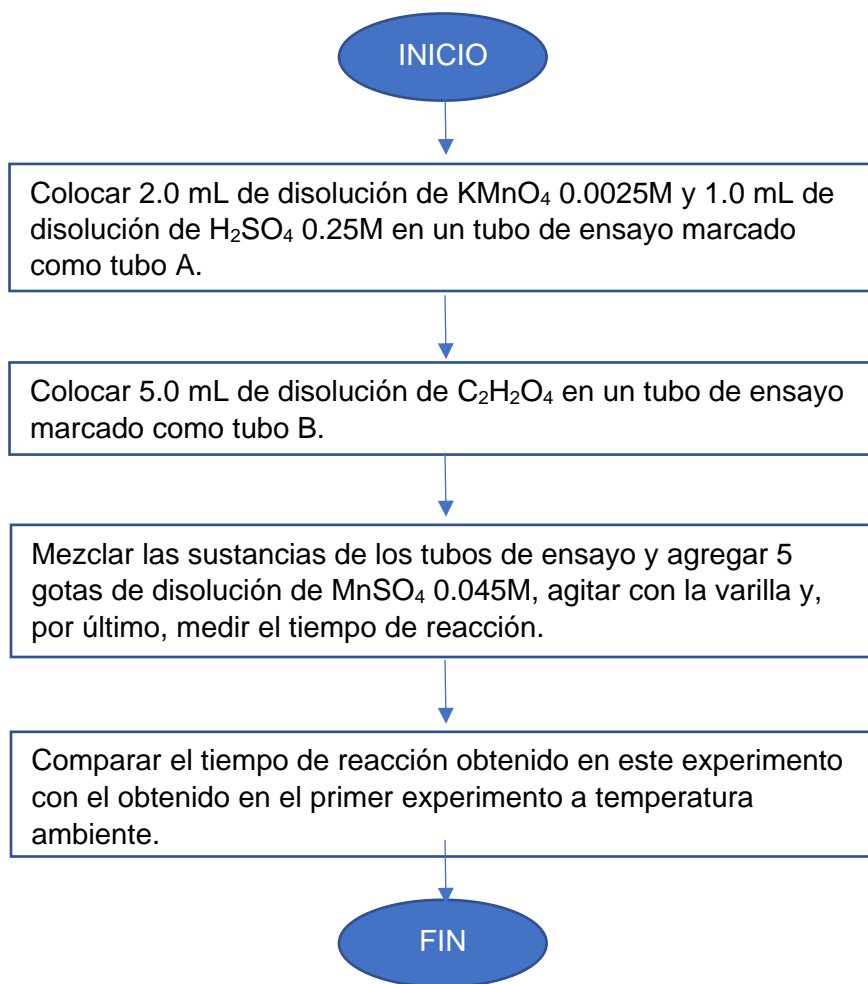 INICIO
Colocar 2.0 mL de disolución de KMnO₄ 0.0025M y 1.0 mL de
disolución de H₂SO₄ 0.25M en un tubo de ensayo marcado
como tubo A.
Colocar 5.0 mL de disolución de C₂H₂O₄ en un tubo de ensayo
marcado como tubo B.
Mezclar las sustancias de los tubos de ensayo y agregar 5
gotas de disolución de MnSO₄ 0.045M, agitar con la varilla y,
por último, medir el tiempo de reacción.
Comparar el tiempo de reacción obtenido en este experimento
con el obtenido en el primer experimento a temperatura
ambiente.
FIN